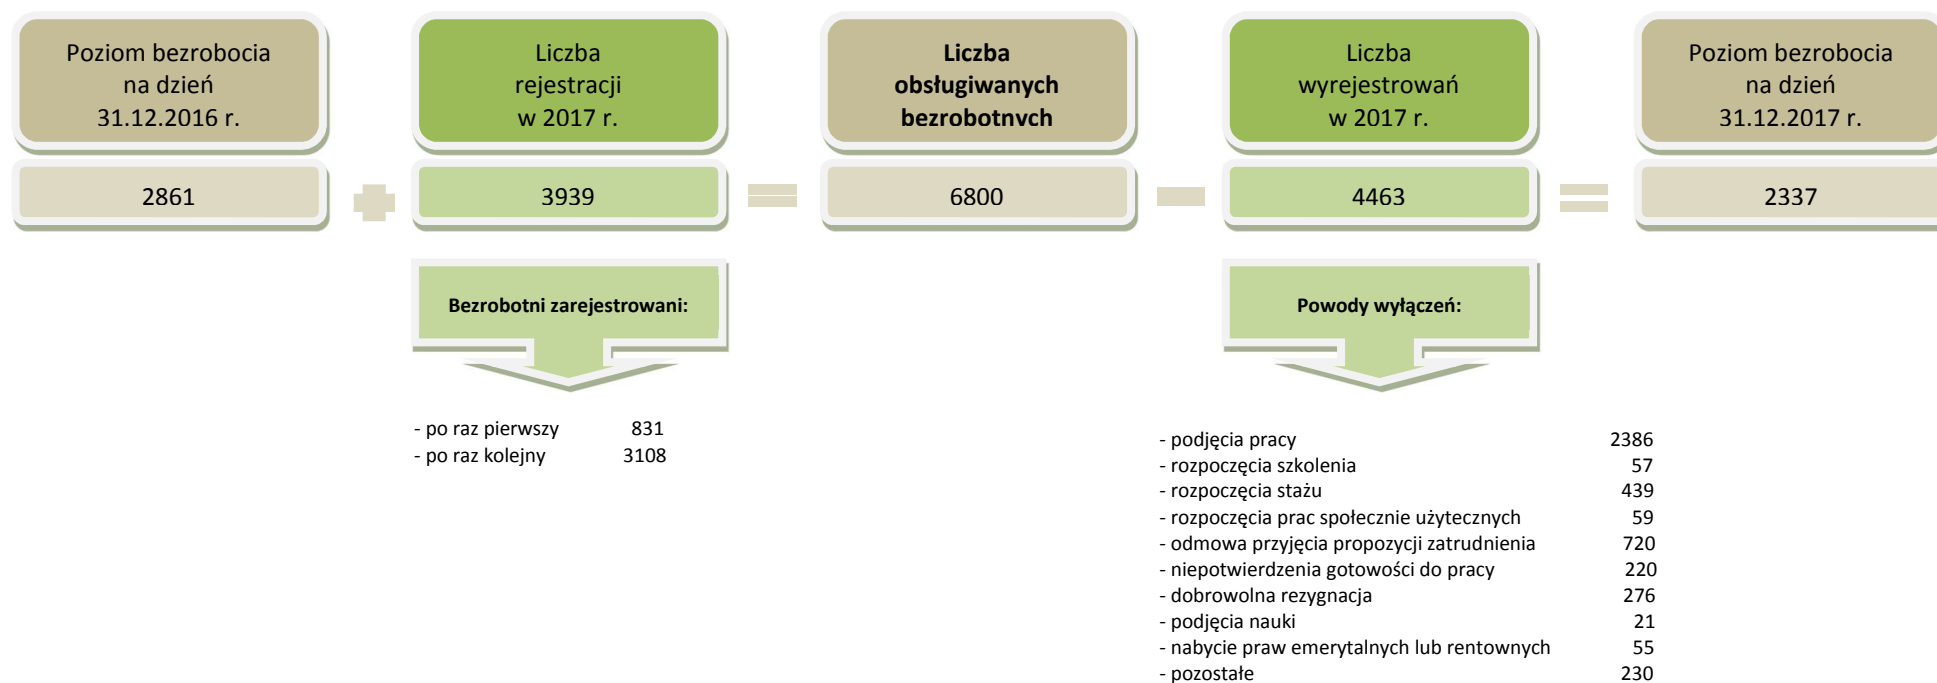 Poziom bezrobocia
na dzień
31.12.2016 r.
Liczba
rejestracji
w 2017 r.
Liczba
obsługiwanych
bezrobotnych
Liczba
wyrejestrowań
w 2017 r.
Poziom bezrobocia
na dzień
31.12.2017 r.
2861
3939
6800
4463
2337
Bezrobotni zarejestrowani:
Powody wyłączeń:
- po raz pierwszy 831
- po raz kolejny 3108
- podjęcia pracy 2386
- rozpoczęcia szkolenia 57
- rozpoczęcia stażu 439
- rozpoczęcia prac społecznie użytecznych 59
- odmowa przyjęcia propozycji zatrudnienia 720
- niepotwierdzenia gotowości do pracy 220
- dobrowolna rezygnacja 276
- podjęcia nauki 21
- nabycie praw emerytalnych lub rentownych 55
- pozostałe 230